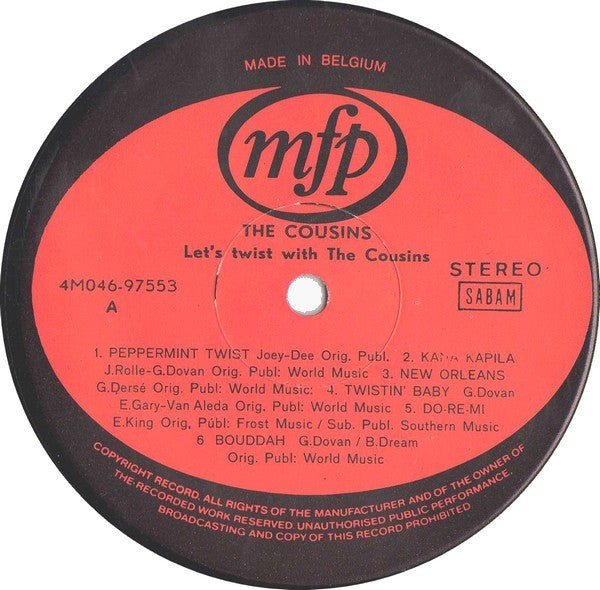 MADE IN BELGIUM
mfp
THE COUSINS
Let's twist with The Cousins
4M046-97553
A
STEREO
SABAM
1. PEPPERMINT TWIST Joey-Dee Orig. Publ. 2. KANA KAPILA
J.Rolle-G.Dovan Orig. Publ: World Music: 3. NEW ORLEANS
G.Dersé Orig. Publ: World Music: 4. TWISTIN' BABY G.Dovan
E.Gary-Van Aleda Orig. Publ: World Music: 5. DO-RE-MI
E.King Orig, Públ: Frost Music / Sub. Publ. Southern Music
6 BOUDDAH G.Dovan / B.Dream
Orig. Publ: World Music
COPYRIGHT RECORD. ALL RIGHTS OF THE MANUFACTURER AND OF THE OWNER OF
THE RECORDED WORK RESERVED. UNAUTHORISED PUBLIC PERFORMANCE.
BROADCASTING AND COPY OF THIS RECORD PROHIBITED